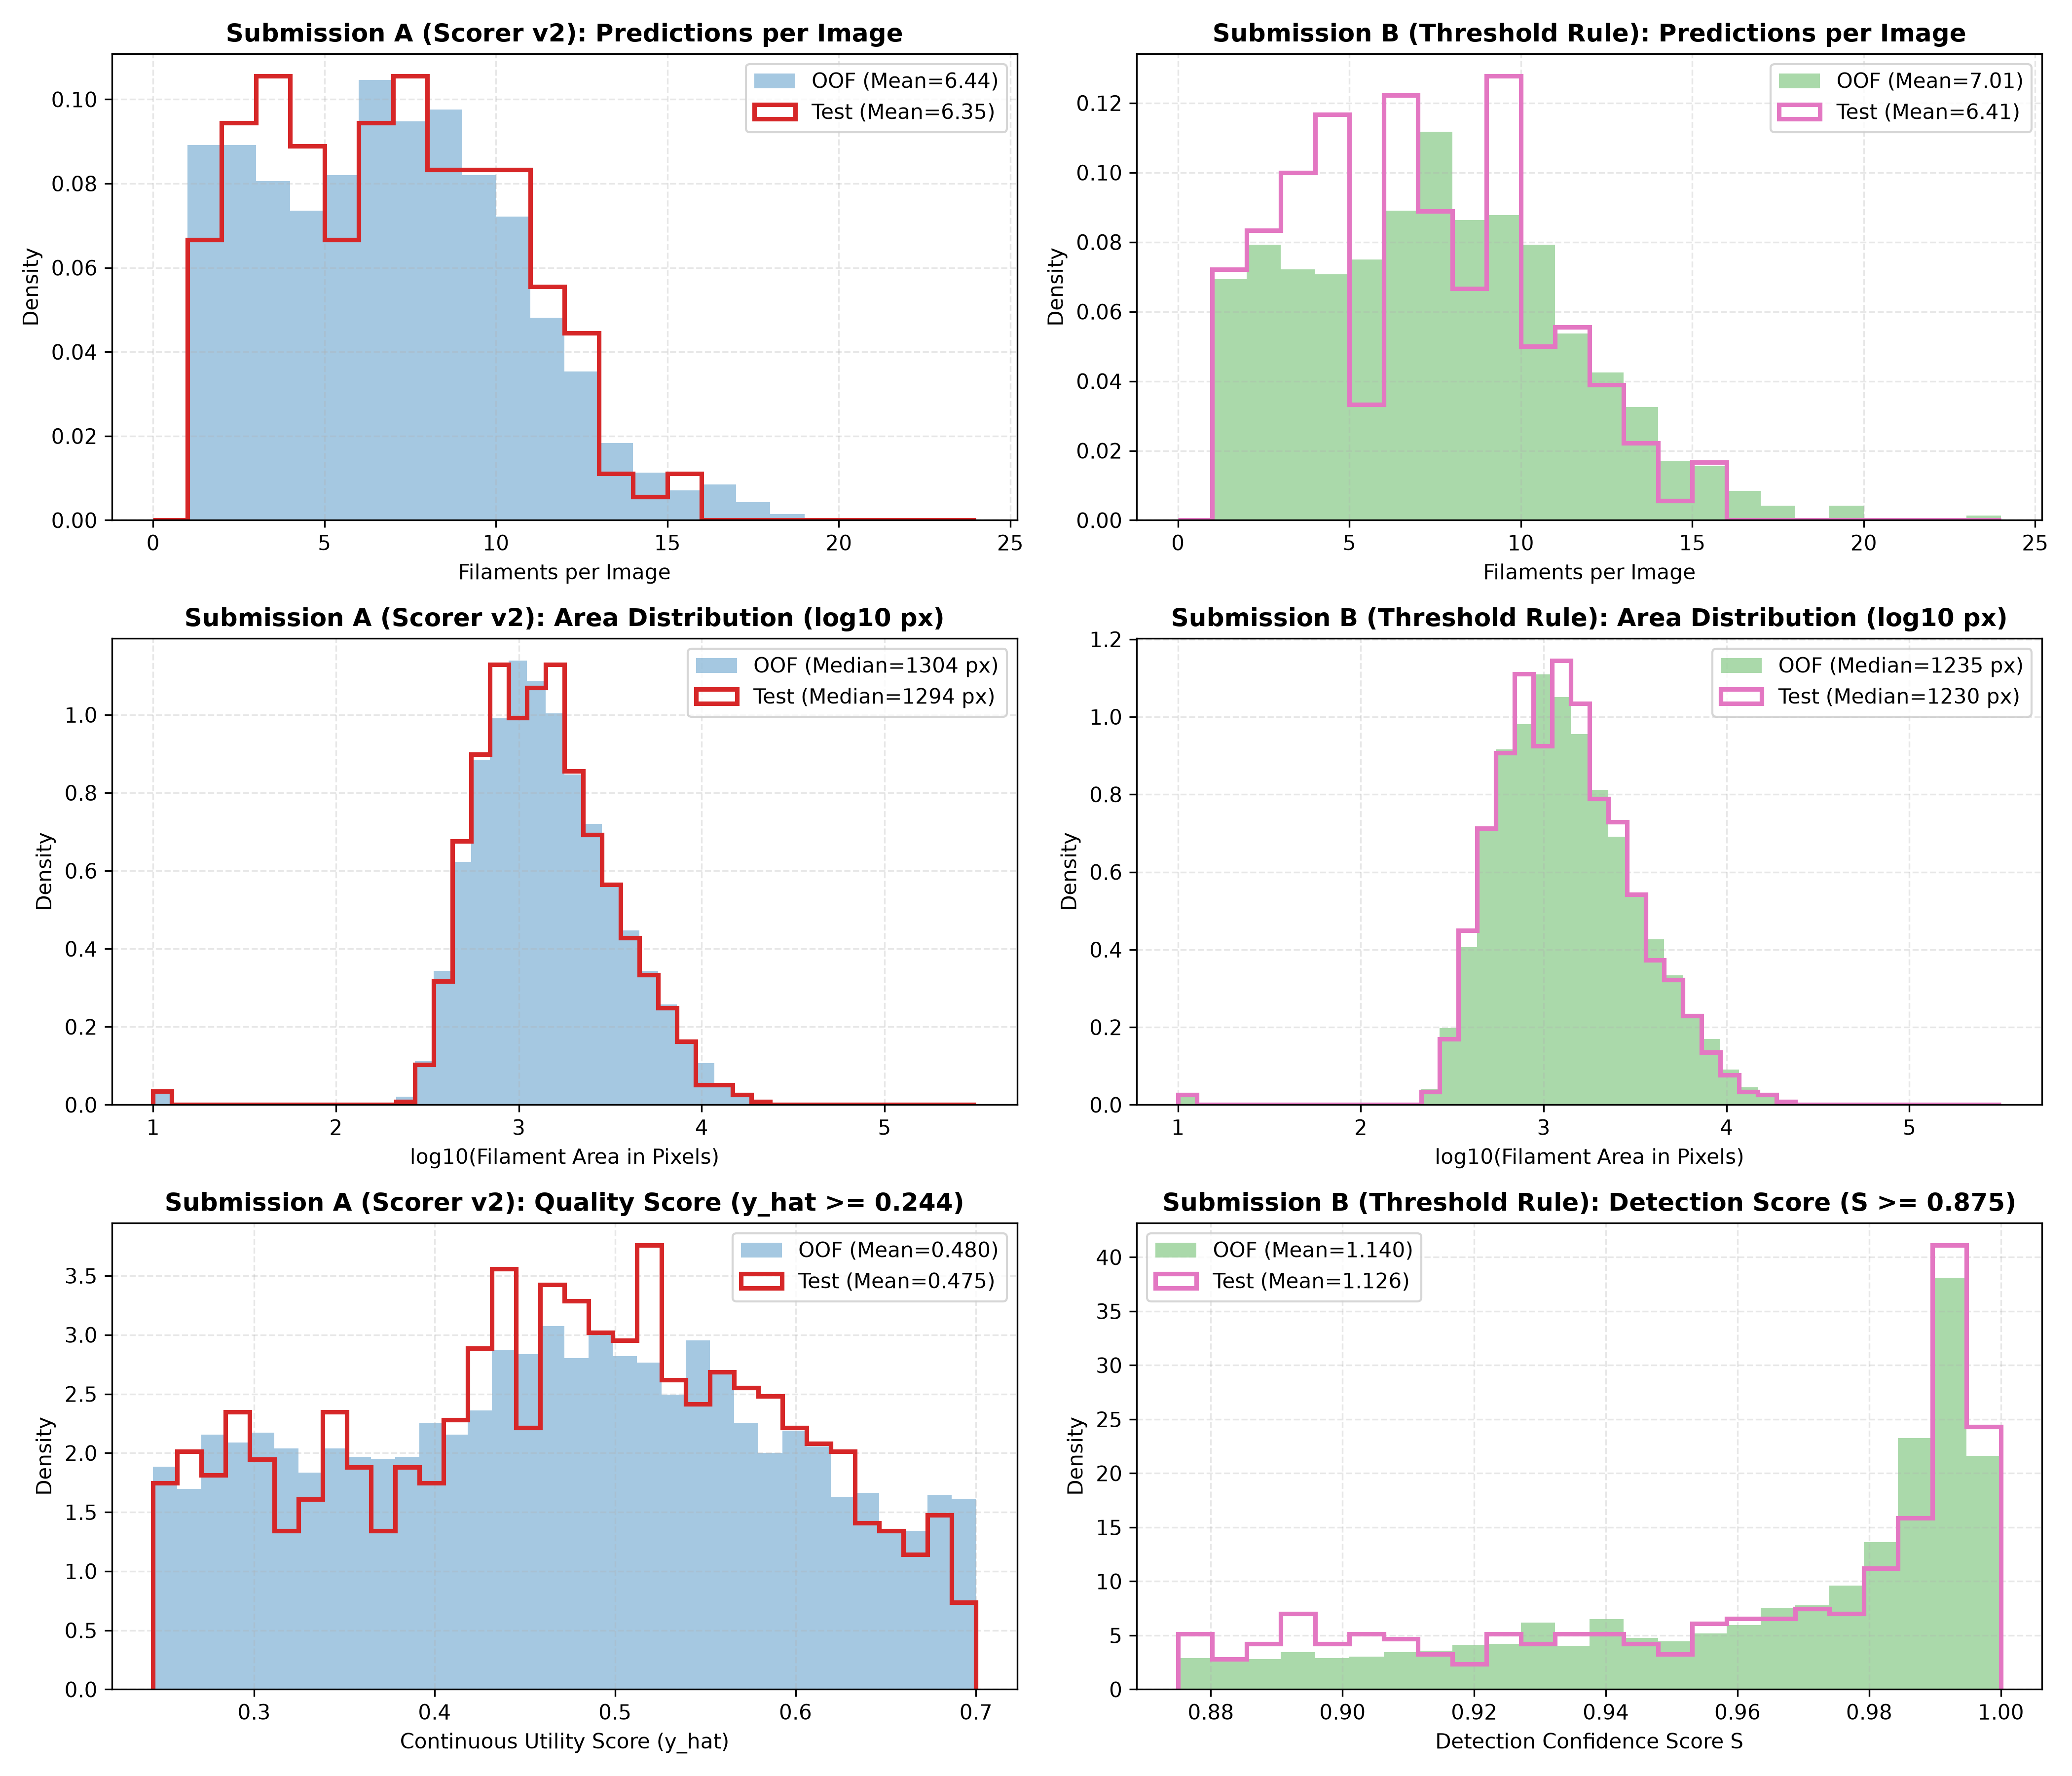 Submission A (Scorer v2): Predictions per Image
OOF (Mean=6.44)
Test (Mean=6.35)
Density
0.10
0.08
0.06
0.04
0.02
0.00
0 5 10 15 20 25
Filaments per Image
Submission B (Threshold Rule): Predictions per Image
OOF (Mean=7.01)
Test (Mean=6.41)
Density
0.12
0.10
0.08
0.06
0.04
0.02
0.00
0 5 10 15 20 25
Filaments per Image
Submission A (Scorer v2): Area Distribution (log10 px)
OOF (Median=1304 px)
Test (Median=1294 px)
Density
1.0
0.8
0.6
0.4
0.2
0.0
1 2 3 4 5
log10(Filament Area in Pixels)
Submission B (Threshold Rule): Area Distribution (log10 px)
OOF (Median=1235 px)
Test (Median=1230 px)
Density
1.2
1.0
0.8
0.6
0.4
0.2
0.0
1 2 3 4 5
log10(Filament Area in Pixels)
Submission A (Scorer v2): Quality Score (y_hat >= 0.244)
OOF (Mean=0.480)
Test (Mean=0.475)
Density
3.5
3.0
2.5
2.0
1.5
1.0
0.5
0.0
0.3 0.4 0.5 0.6 0.7
Continuous Utility Score (y_hat)
Submission B (Threshold Rule): Detection Score (S >= 0.875)
OOF (Mean=1.140)
Test (Mean=1.126)
Density
40
35
30
25
20
15
10
5
0
0.88 0.90 0.92 0.94 0.96 0.98 1.00
Detection Confidence Score S